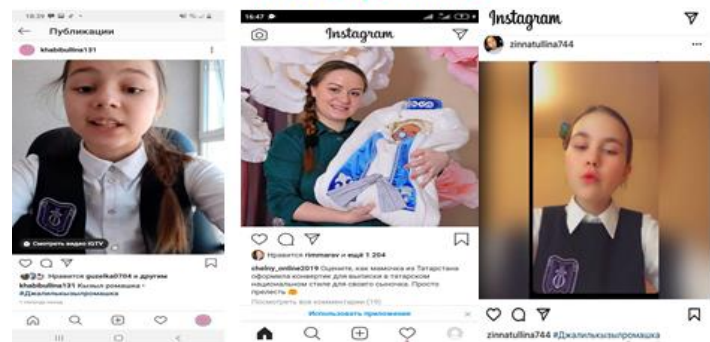 18:39
Публикации
khabibullina131
Смотреть видео IGTV
Нравится guzelka0704 и другим
khabibullina131 Кызыл ромашка -
#Джалилькызылромашка
16:47
Instagram
Нравится rimmarav и ещё 1 204
chelny_online2019 Оцените, как мамочка из Татарстана
оформила конвертик для выписки в татарском
национальном стиле для своего сыночка. Просто
прелесть
Посмотреть все комментарии (19)
Использовать приложение
Instagram
zinnatullina744
zinnatullina744 #Джалилькызылромашка